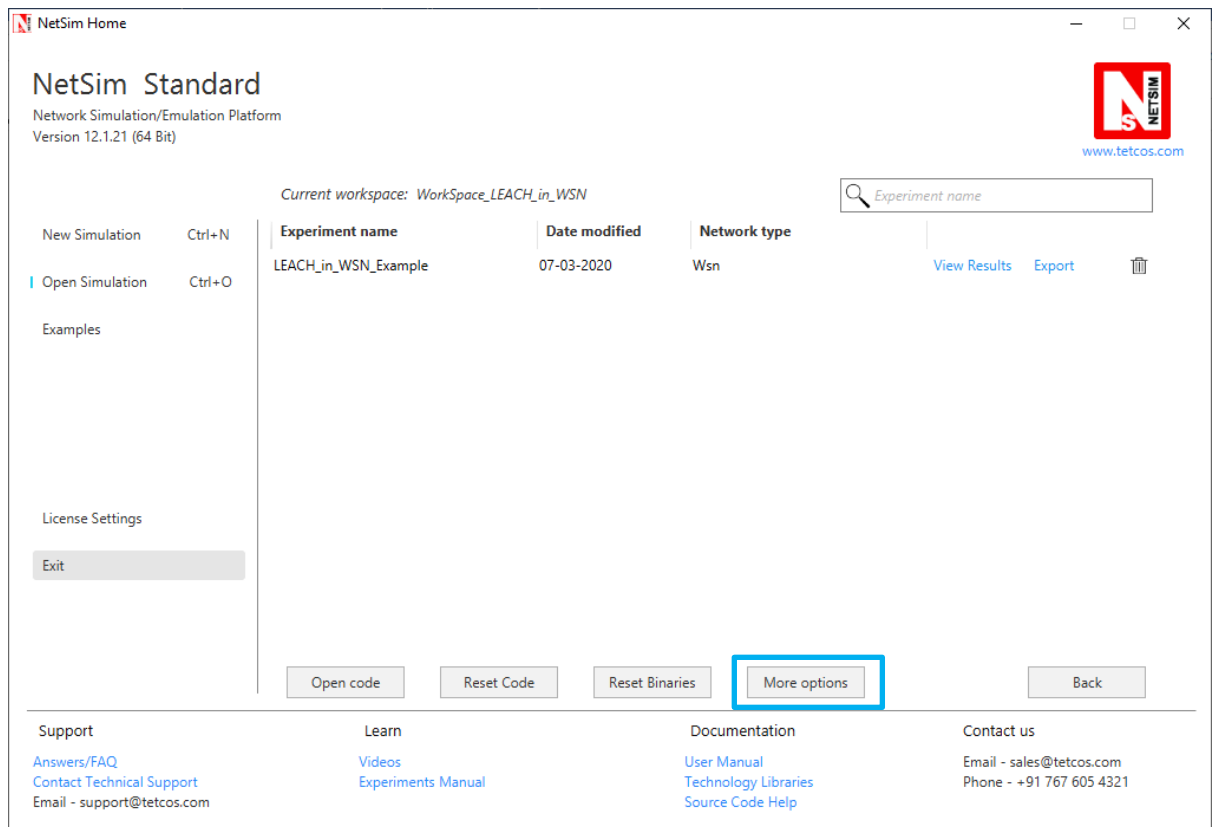 NetSim Home
NetSim Standard
Network Simulation/Emulation Platform
Version 12.1.21 (64 Bit)
N
S
NETSIM
www.tetcos.com
Current workspace: WorkSpace_LEACH_in_WSN
Experiment name
New Simulation Ctrl+N
Open Simulation Ctrl+O
Examples
License Settings
Exit
Experiment name Date modified Network type
LEACH_in_WSN_Example 07-03-2020 Wsn View Results Export
Open code Reset Code Reset Binaries More options Back
Support
Answers/FAQ
Contact Technical Support
Email - support@tetcos.com
Learn
Videos
Experiments Manual
Documentation
User Manual
Technology Libraries
Source Code Help
Contact us
Email - sales@tetcos.com
Phone - +91 767 605 4321